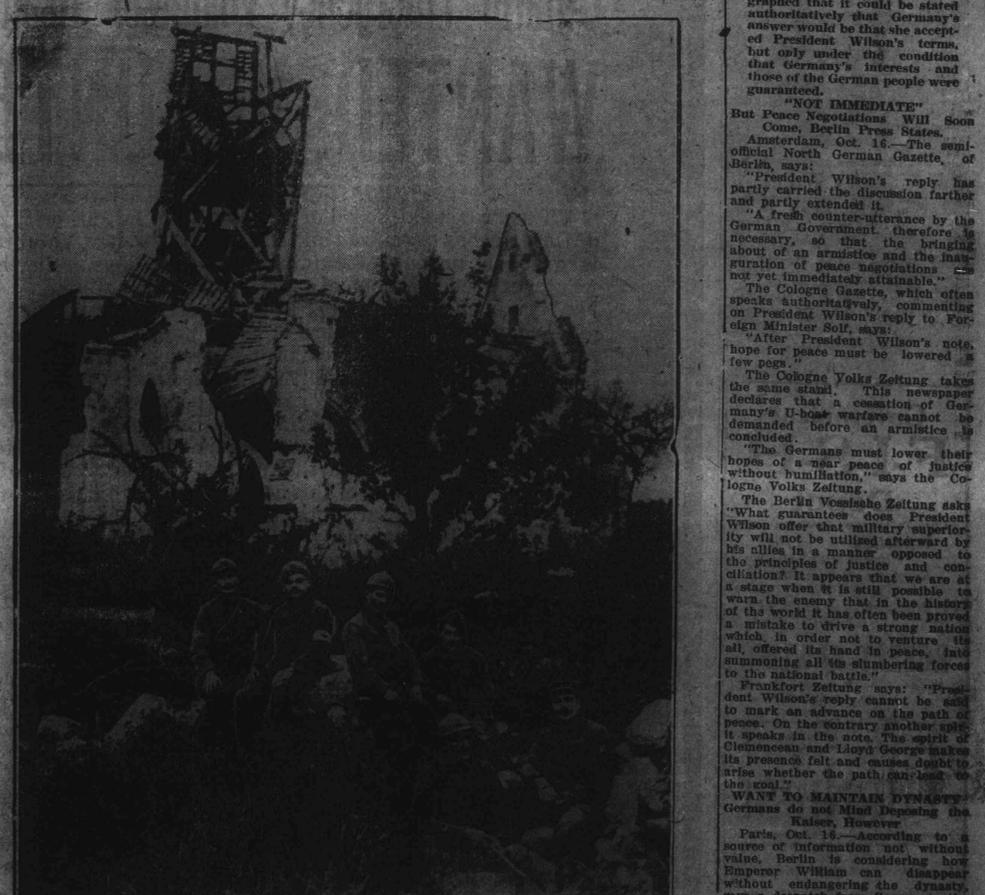 graphed that it could be stated
authoritatively that Germany's
answer would be that she accept-
ed President Wilson's terms,
but only under the condition
that Germany's interests and
those of the German people were
guaranteed.
"NOT IMMEDIATE"
But Peace Negotiations Will Soon
Come, Berlin Press States.
Amsterdam, Oct. 16.—The semi-
official North German Gazette, of
Berlin, says:
"President Wilson's reply has
partly carried the discussion farther
and partly extended it.
"A fresh counter-utterance by the
German Government. therefore is
necessary, so that the bringing
about of an armistice and the inau-
guration of peace negotiations are
not yet immediately attainable."
The Cologne Gazette, which often
speaks authoritatively, commenting
on President Wilson's reply to For-
eign Minister Solf, says:
"After President Wilson's note,
hope for peace must be lowered a
few pegs."
The Cologne Volks Zeitung takes
the same stand. This newspaper
declares that a cessation of Ger-
many's U-boat warfare cannot be
demanded before an armistice is
concluded.
"The Germans must lower their
hopes of a near peace of justice
without humiliation," says the Co-
logne Volks Zeitung.
The Berlin Vossische Zeitung asks
"What guarantees does President
Wilson offer that military superior-
ity will not be utilized afterward by
his allies in a manner opposed to
the principles of justice and con-
ciliation? It appears that we are at
a stage when it is still possible to
warn the enemy that in the history
of the world it has often been proved
a mistake to drive a strong nation
which, in order not to venture its
all, offered its hand in peace, into
summoning all its slumbering forces
to the national battle."
Frankfort Zeitung says: "Presi-
dent Wilson's reply cannot be said
to mark an advance on the path of
peace. On the contrary another spir-
it speaks in the note. The spirit of
Clemenceau and Lloyd George makes
its presence felt and causes doubt to
arise whether the path can lead to
the goal."
WANT TO MAINTAIN DYNASTY
Germans do not Mind Deposing the
Kaiser, However
Paris, Oct. 16.—According to a
source of information not without
value, Berlin is considering how
Emperor William can disappear
without endangering the dynasty,